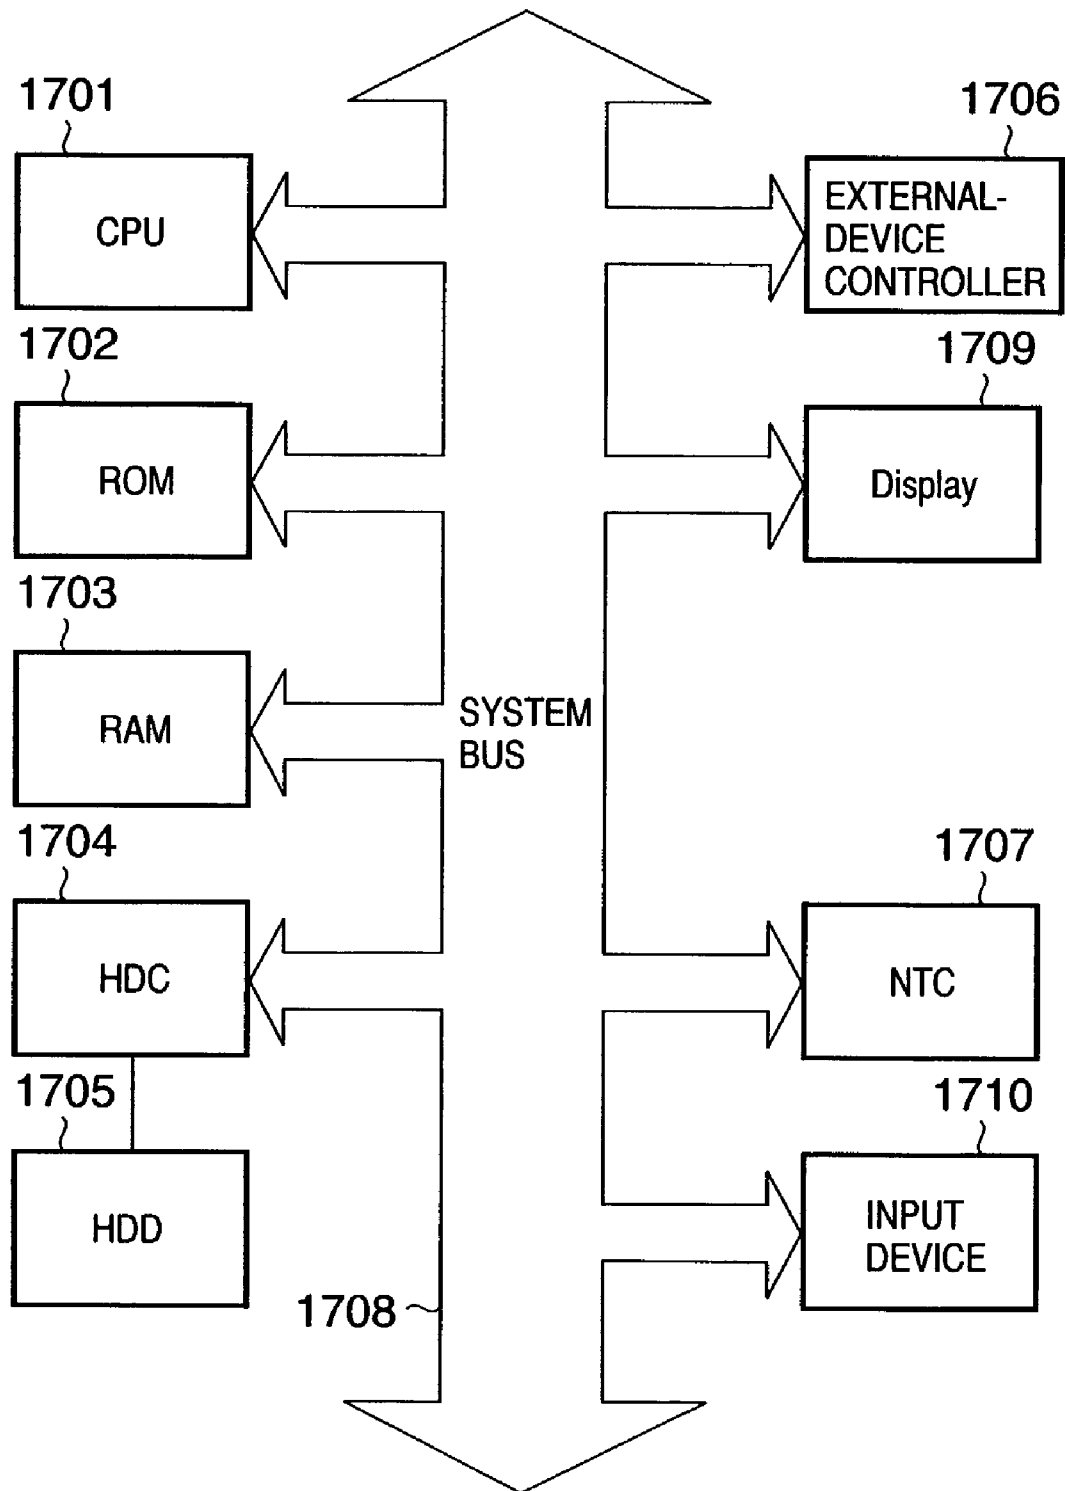 1701
CPU
1702
ROM
1703
RAM
1704
HDC
1705
HDD
SYSTEM
BUS
1708
1706
EXTERNAL-
DEVICE
CONTROLLER
1709
Display
1707
NTC
1710
INPUT
DEVICE